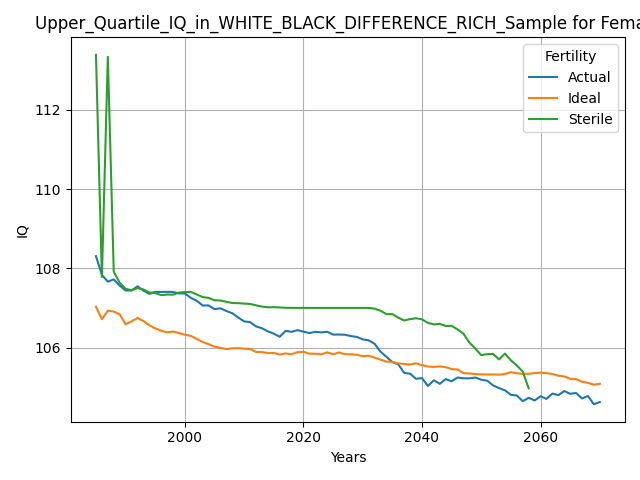 Upper_Quartile_IQ_in_WHITE_BLACK_DIFFERENCE_RICH_Sample for Fema
Fertility
Actual
Ideal
Sterile
112
110
108
106
IQ
2000
2020
2040
2060
Years